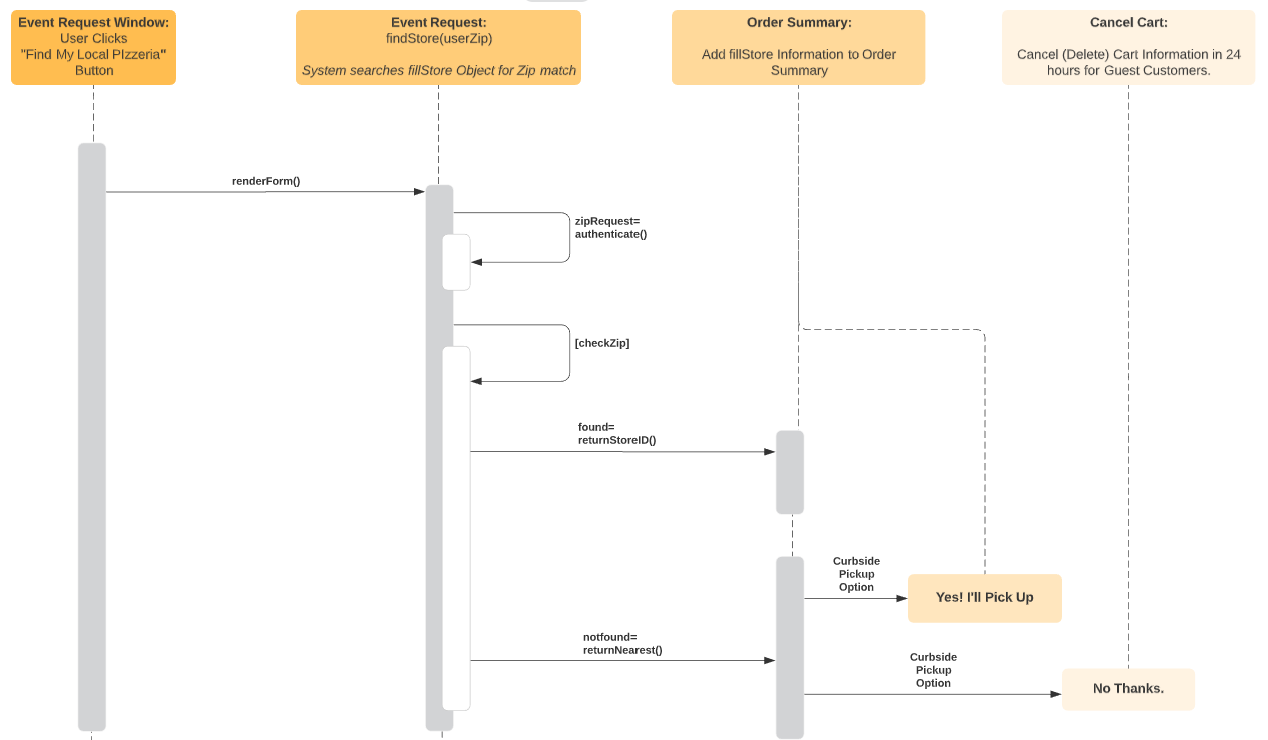 Event Request Window:
User Clicks
"Find My Local PIzzeria"
Button
Event Request:
findStore(userZip)
System searches fillStore Object for Zip match
Order Summary:
Add fillStore Information to Order
Summary
Cancel Cart:
Cancel (Delete) Cart Information in 24
hours for Guest Customers.
renderForm()
zipRequest=
authenticate()
[checkZip]
found=
returnStoreID()
Curbside
Pickup
Option
Yes! I'll Pick Up
notfound=
returnNearest()
Curbside
Pickup
Option
No Thanks.